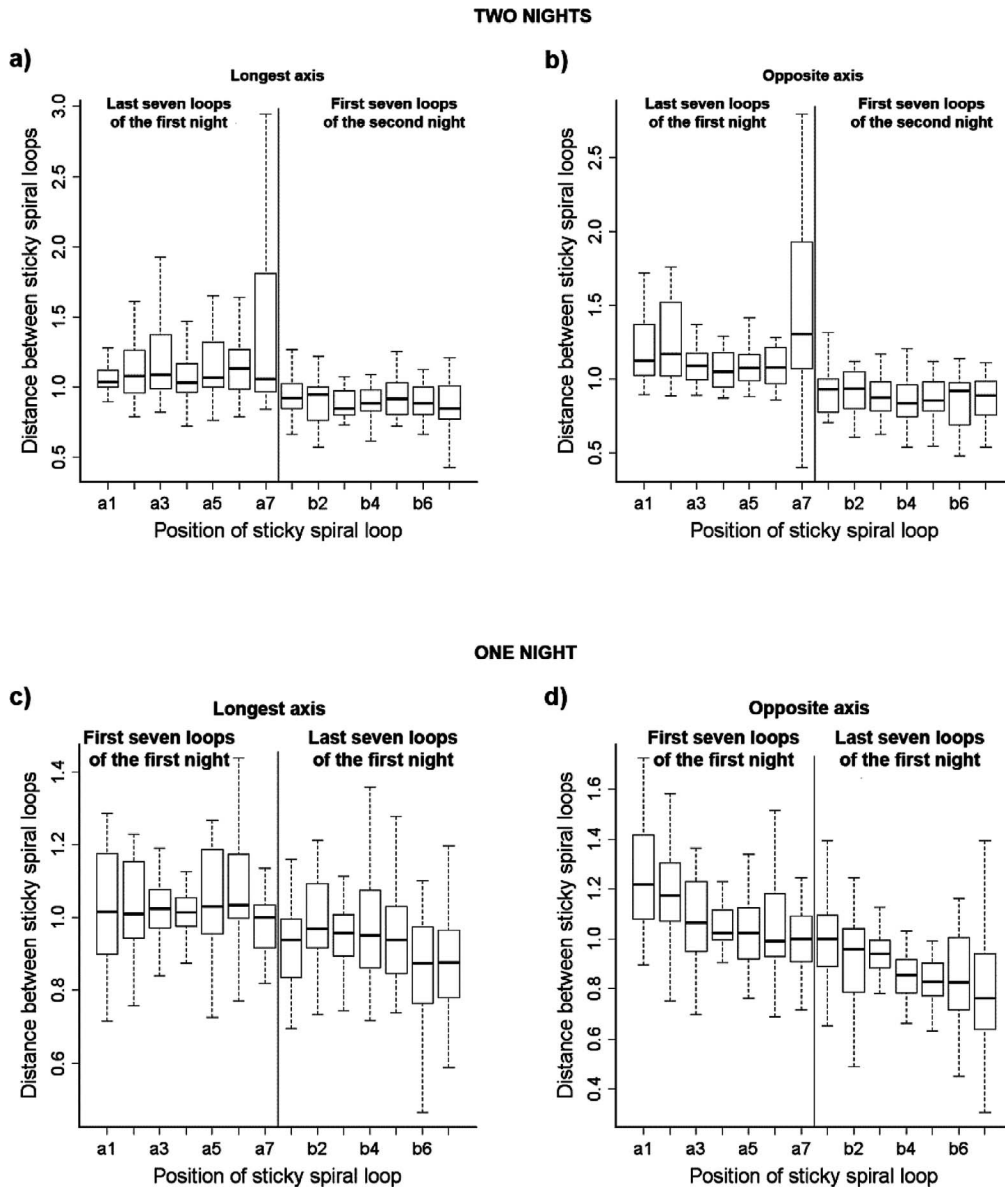 TWO NIGHTS
a)
Longest axis
Last seven loops
of the first night
First seven loops
of the second night
Distance between sticky spiral loops
3.0
2.5
2.0
1.5
1.0
0.5
a1 a3 a5 a7 b2 b4 b6
Position of sticky spiral loop
b)
Opposite axis
Last seven loops
of the first night
First seven loops
of the second night
Distance between sticky spiral loops
2.5
2.0
1.5
1.0
0.5
a1 a3 a5 a7 b2 b4 b6
Position of sticky spiral loop
ONE NIGHT
c)
Longest axis
First seven loops
of the first night
Last seven loops
of the first night
Distance between sticky spiral loops
1.4
1.2
1.0
0.8
0.6
a1 a3 a5 a7 b2 b4 b6
Position of sticky spiral loop
d)
Opposite axis
First seven loops
of the first night
Last seven loops
of the first night
Distance between sticky spiral loops
1.6
1.4
1.2
1.0
0.8
0.6
0.4
a1 a3 a5 a7 b2 b4 b6
Position of sticky spiral loop